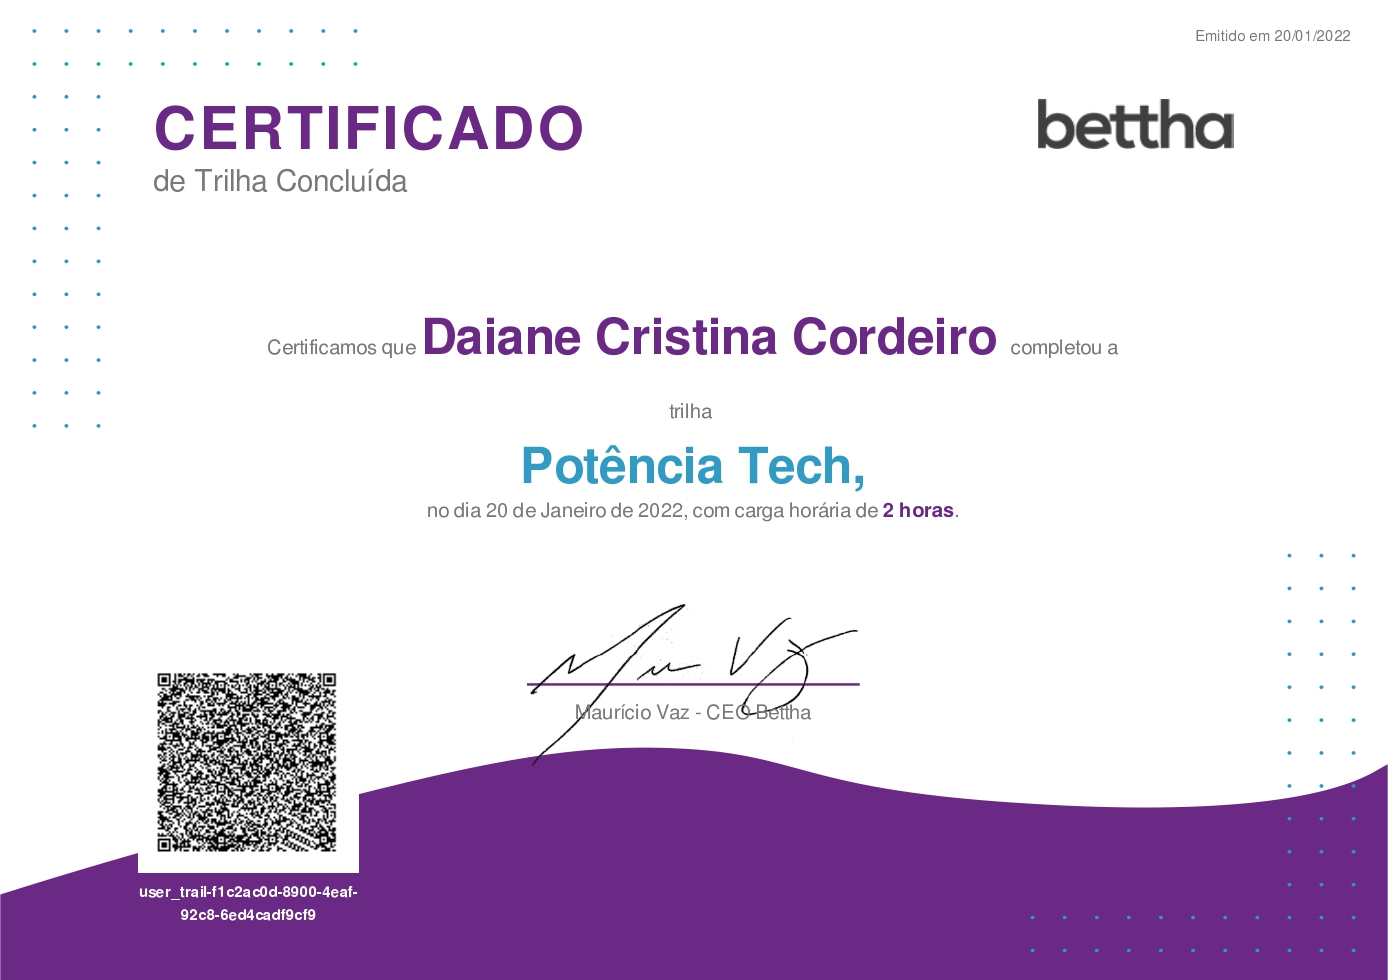 Emitido em 20/01/2022
CERTIFICADO
bettha
de Trilha Concluída
Certificamos que Daiane Cristina Cordeiro completou a
trilha
Potência Tech,
no dia 20 de Janeiro de 2022, com carga horária de 2 horas.
Maurício Vaz - CEO Bettha
user_trail-f1c2ac0d-8900-4eaf-
92c8-6ed4cadf9cf9